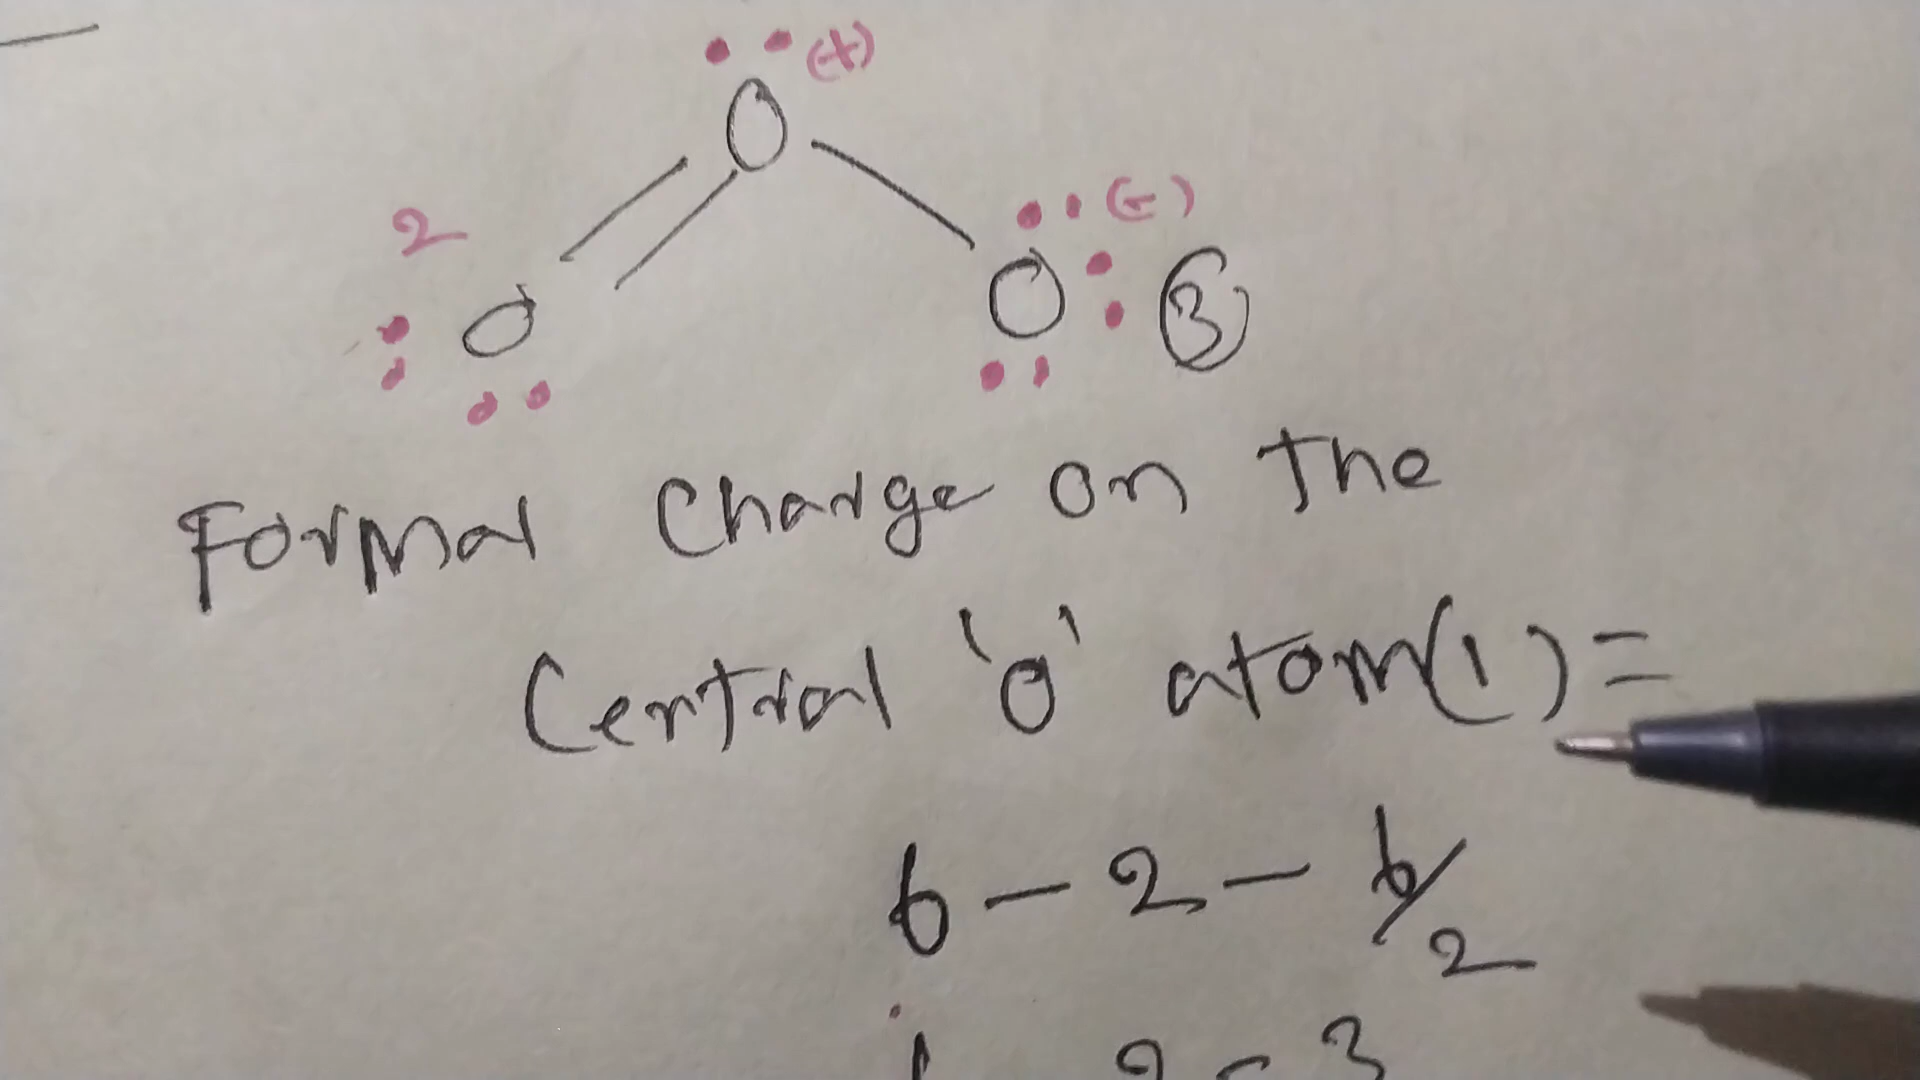 (+)
O
2
(-)
O
O
3
Formal Charge on the
Central 'O' atom(1) =
6 - 2 - 6/2